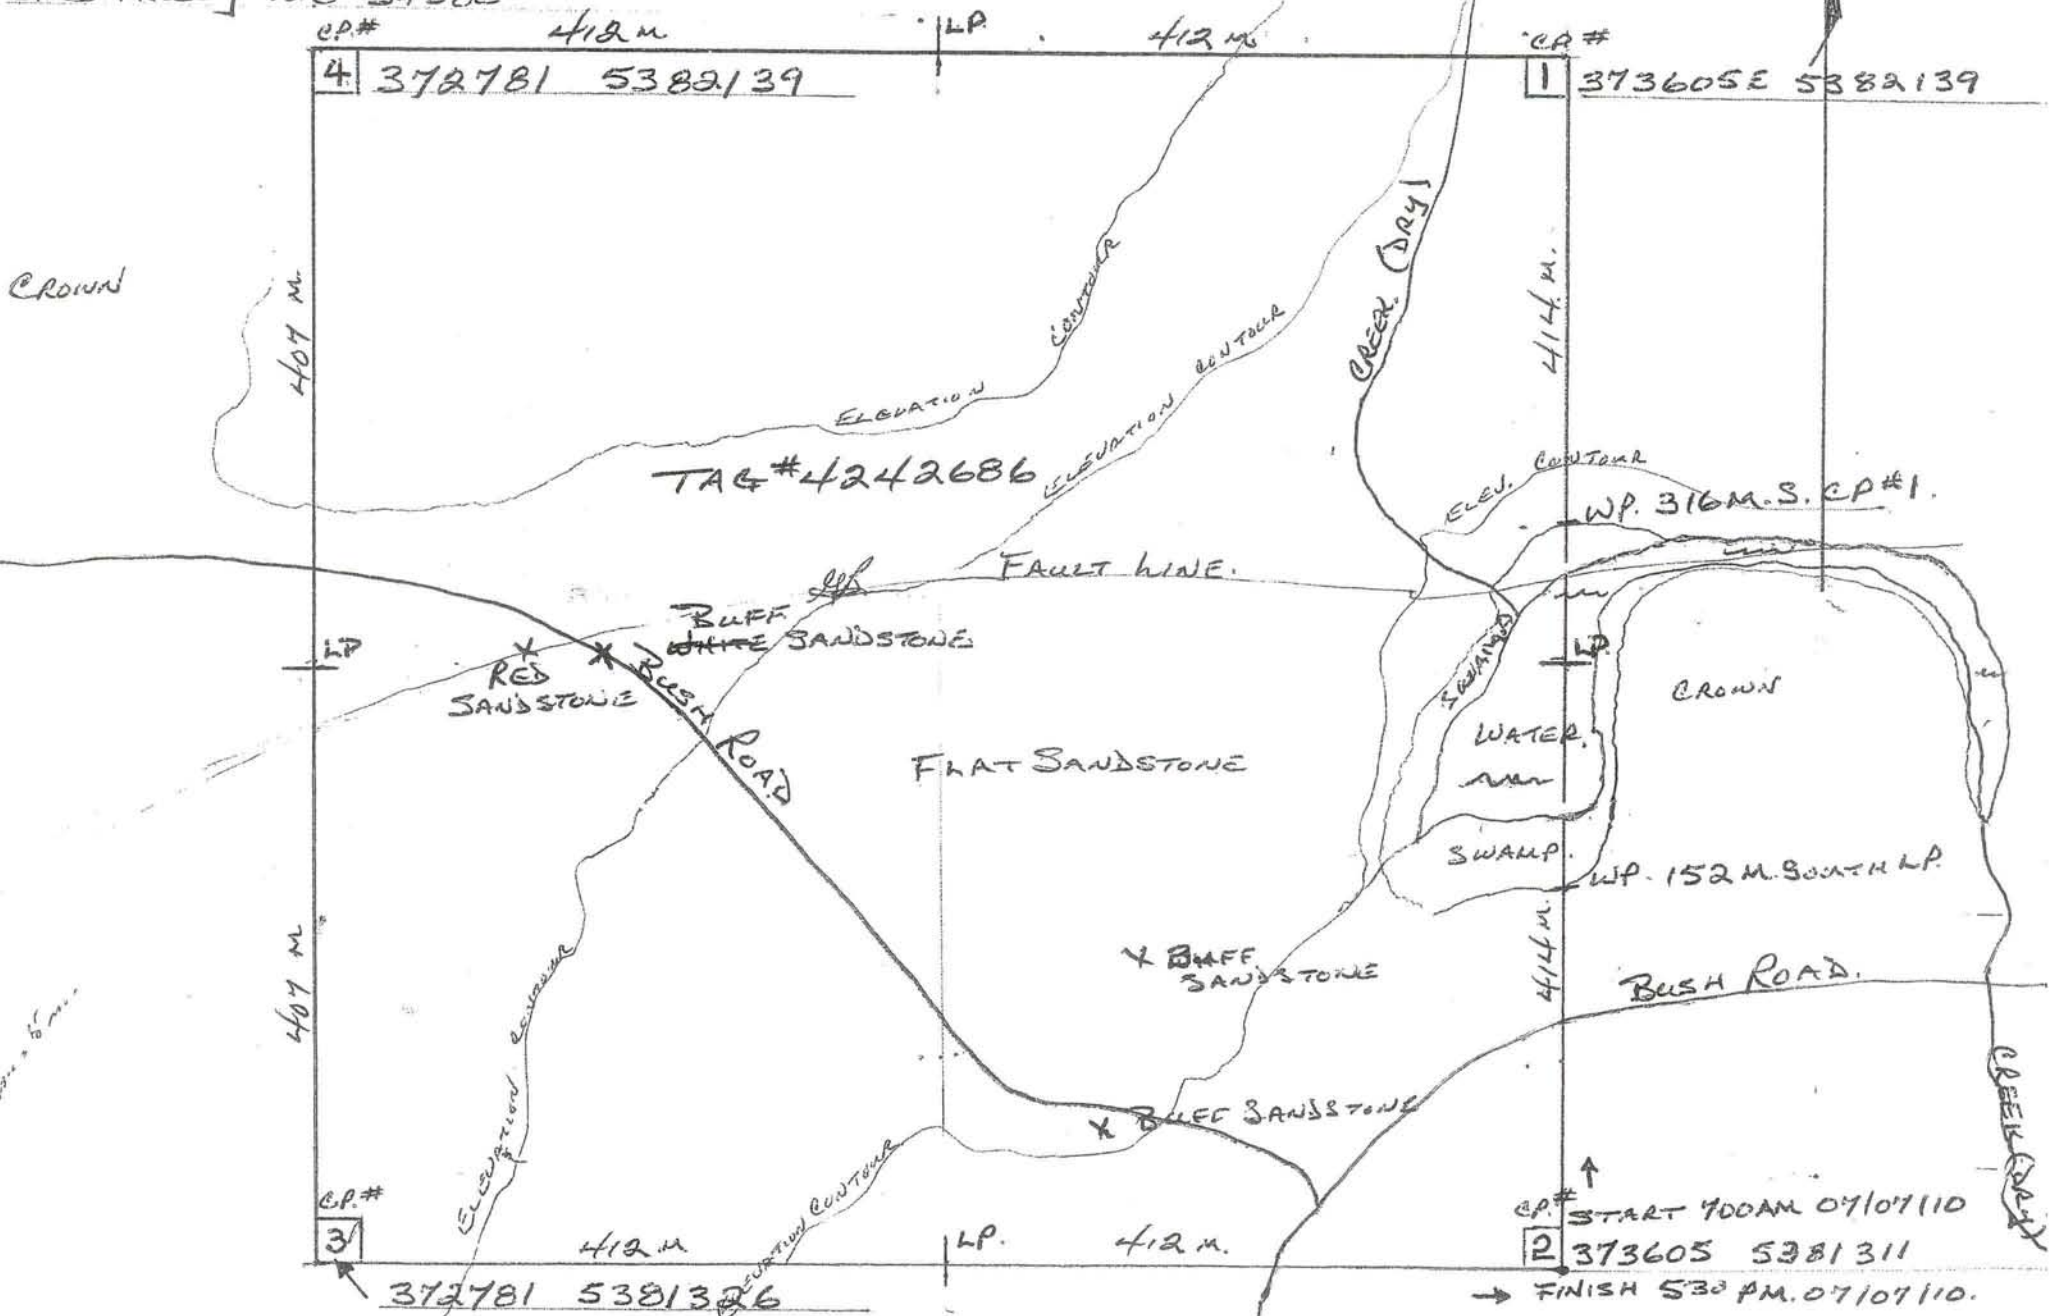 CP.# 412 M. LP. 412 M. CP. #
4 372781 5382139
1 373605E 5382139
CROWN
407 M.
CONTOUR
ELEVATION
CREEK (DRY)
414 M.
ELEVATION CONTOUR
TAG #4242686
ELEV. CONTOUR
WP. 316 M. S. CP #1.
FAULT LINE.
BUFF
WHITE SANDSTONE
LP
RED
SANDSTONE
BUSH ROAD
SWAMP
LP.
CROWN
WATER.
FLAT SANDSTONE
SWAMP.
WP. 152 M. SOUTH LP.
407 M
ELEVATION CONTOUR
X BUFF
SANDSTONE
414 M.
BUSH ROAD.
X BUFF SANDSTONE
CREEK (DRY)
ELEVATION CONTOUR
CP.#
3
412 M. LP. 412 M.
372781 5381326
CP.# START 700AM 07/07/10
2 373605 5381311
→ FINISH 530 PM. 07/07/10.